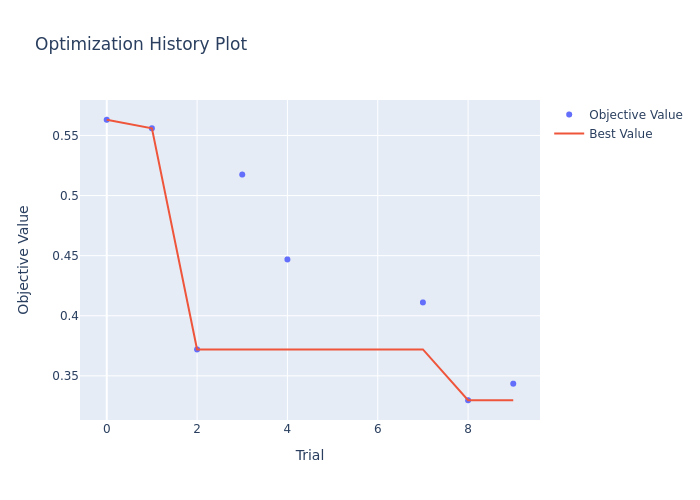 Optimization History Plot
Objective Value
Best Value
0.55
0.5
0.45
0.4
0.35
Objective Value
0
2
4
6
8
Trial